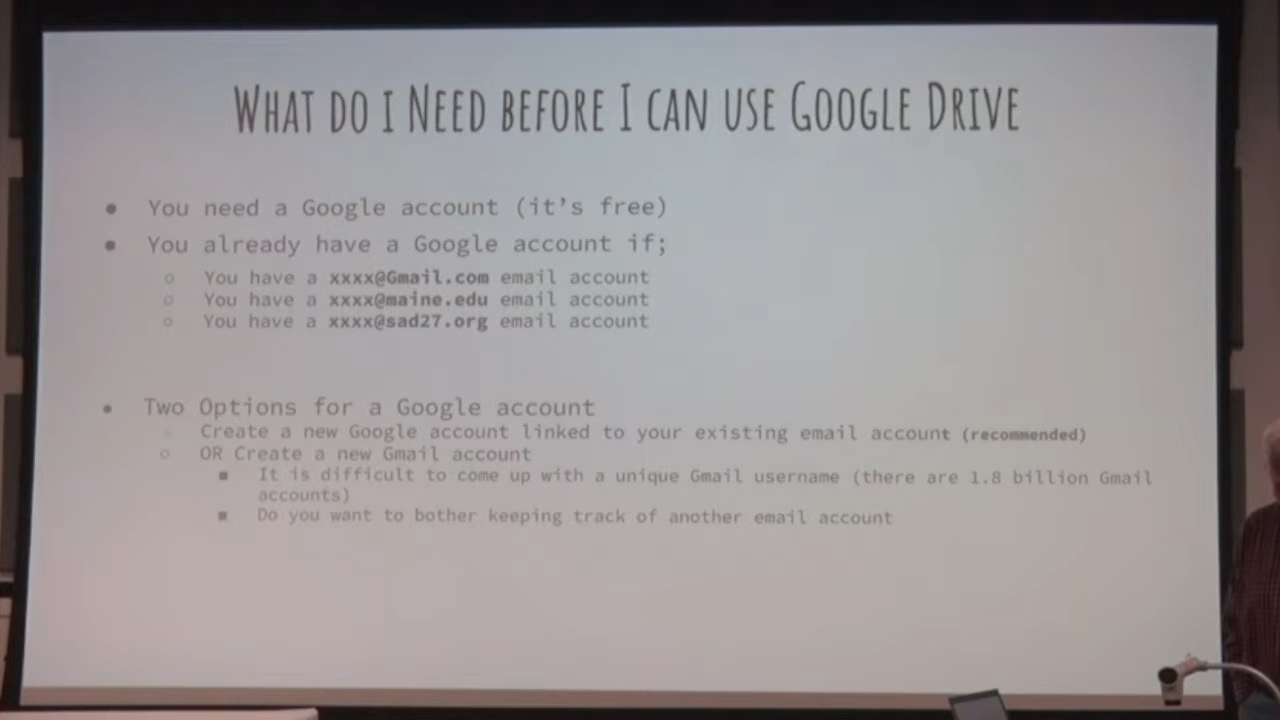 What do i Need before I can use Google Drive
● You need a Google account (it's free)
● You already have a Google account if;
○ You have a xxxx@Gmail.com email account
○ You have a xxxx@maine.edu email account
○ You have a xxxx@sad27.org email account
● Two Options for a Google account
○ Create a new Google account linked to your existing email account (recommended)
○ OR Create a new Gmail account
■ It is difficult to come up with a unique Gmail username (there are 1.8 billion Gmail
accounts)
■ Do you want to bother keeping track of another email account